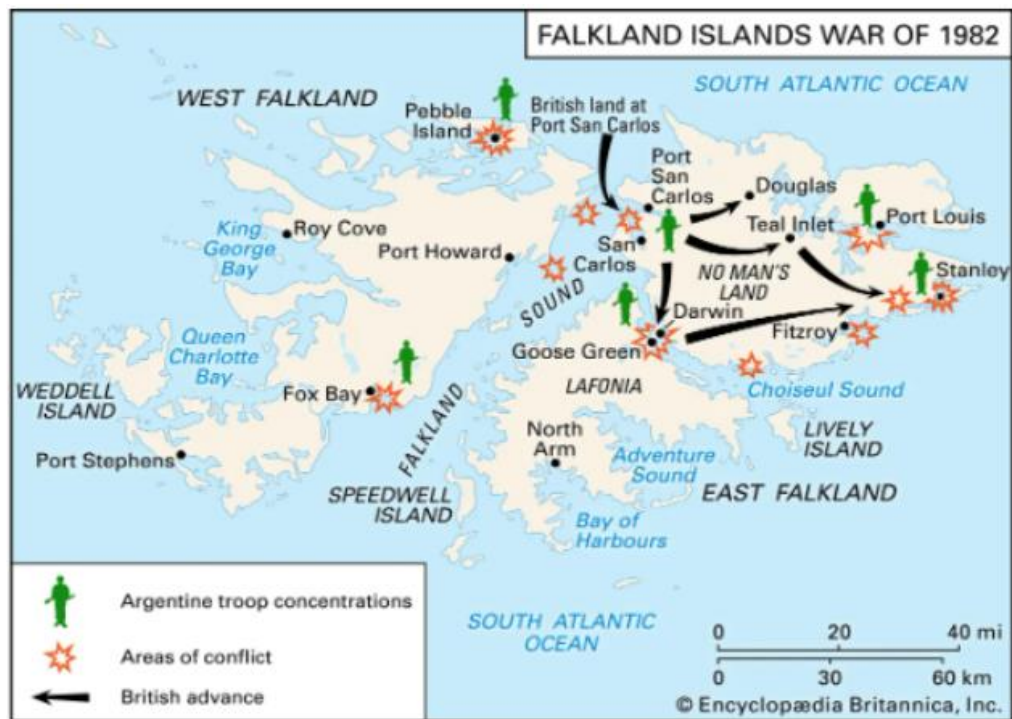 FALKLAND ISLANDS WAR OF 1982
SOUTH ATLANTIC OCEAN
WEST FALKLAND
Pebble
Island
British land at
Port San Carlos
Port
San
Carlos
Douglas
Teal Inlet
Port Louis
King
George
Bay
Roy Cove
Port Howard
San
Carlos
NO MAN'S
LAND
Stanley
FALKLAND SOUND
Darwin
Goose Green
Fitzroy
Queen
Charlotte
Bay
LAFONIA
Choiseul Sound
WEDDELL
ISLAND
Fox Bay
North
Arm
LIVELY
ISLAND
Port Stephens
Adventure
Sound
SPEEDWELL
ISLAND
EAST FALKLAND
Bay of
Harbours
Argentine troop concentrations
Areas of conflict
British advance
SOUTH ATLANTIC
OCEAN
0 20 40 mi
0 30 60 km
© Encyclopædia Britannica, Inc.